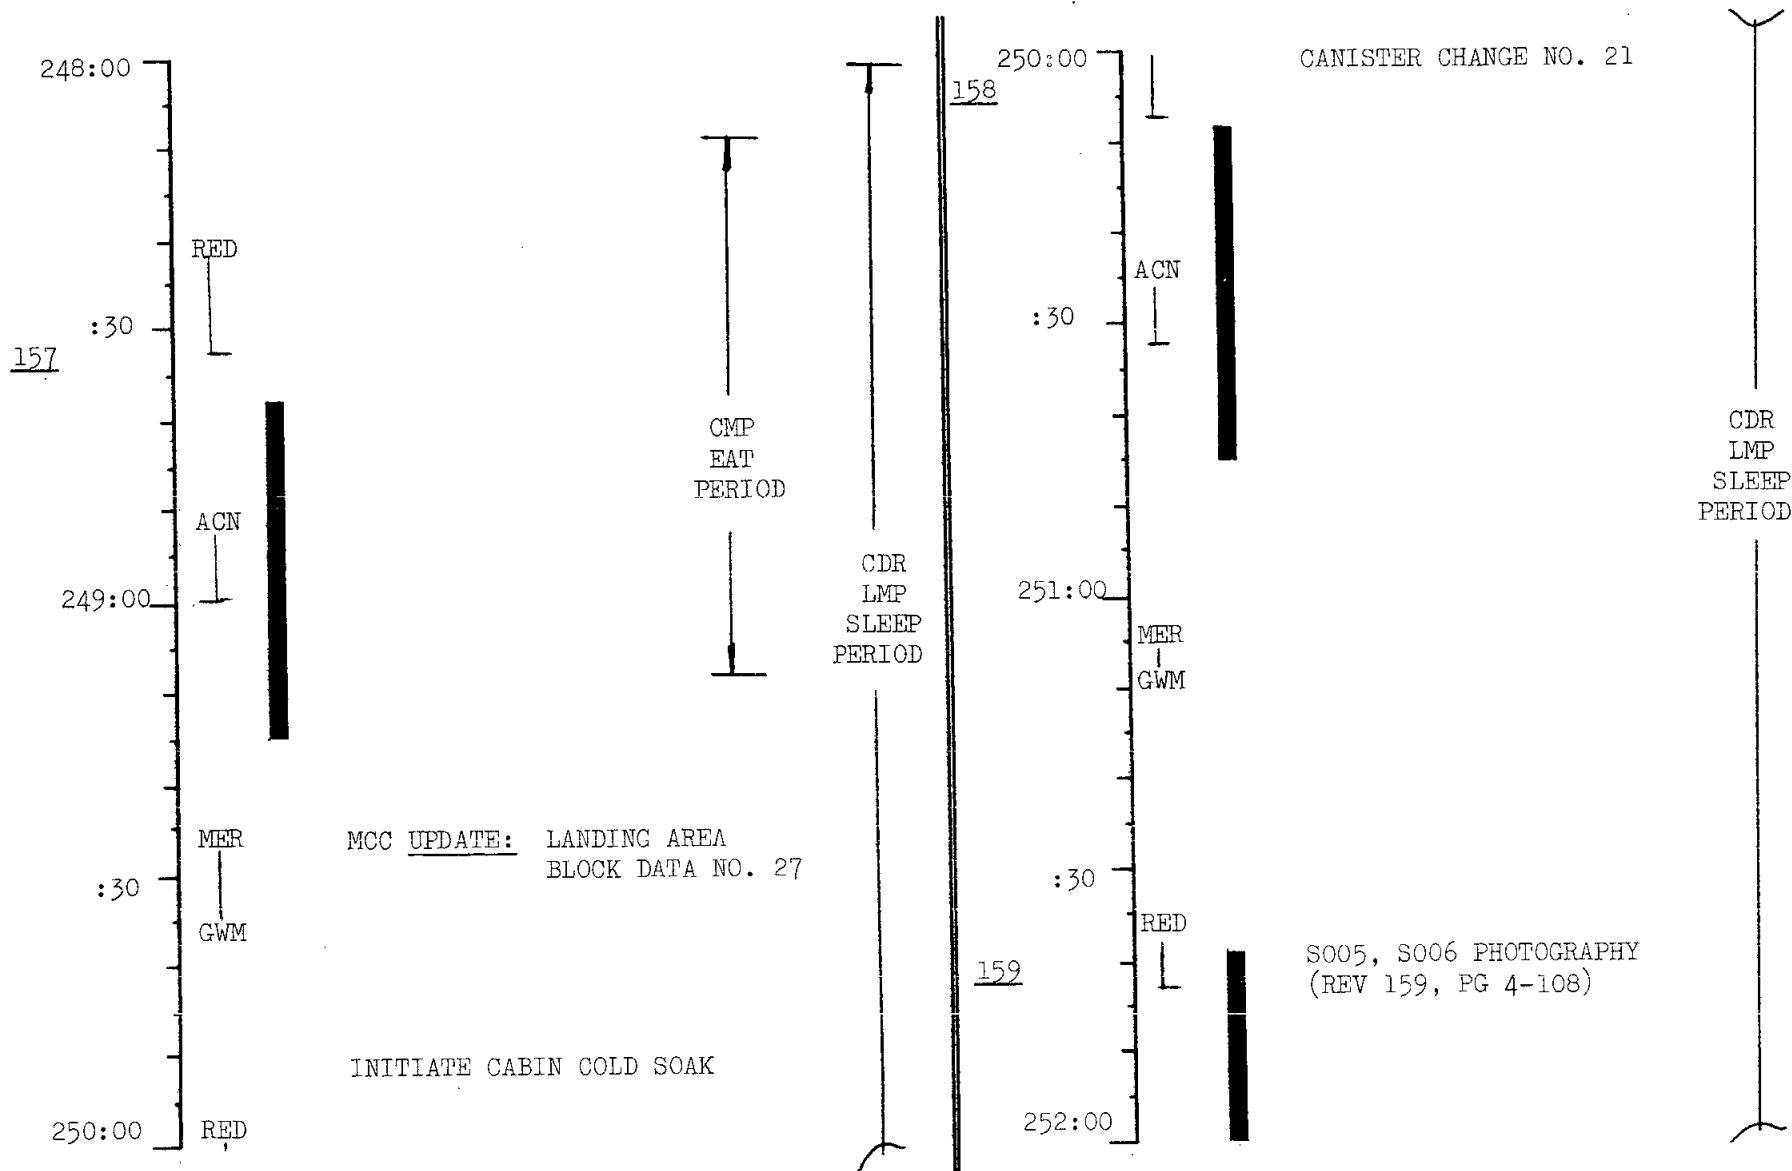 248:00
RED
:30
157
ACN
249:00
MER
:30
GWM
250:00
RED
MCC UPDATE: LANDING AREA
BLOCK DATA NO. 27
INITIATE CABIN COLD SOAK
CMP
EAT
PERIOD
CDR
LMP
SLEEP
PERIOD
250:00
158
ACN
:30
251:00
MER
GWM
:30
RED
159
252:00
CANISTER CHANGE NO. 21
S005, S006 PHOTOGRAPHY
(REV 159, PG 4-108)
CDR
LMP
SLEEP
PERIOD